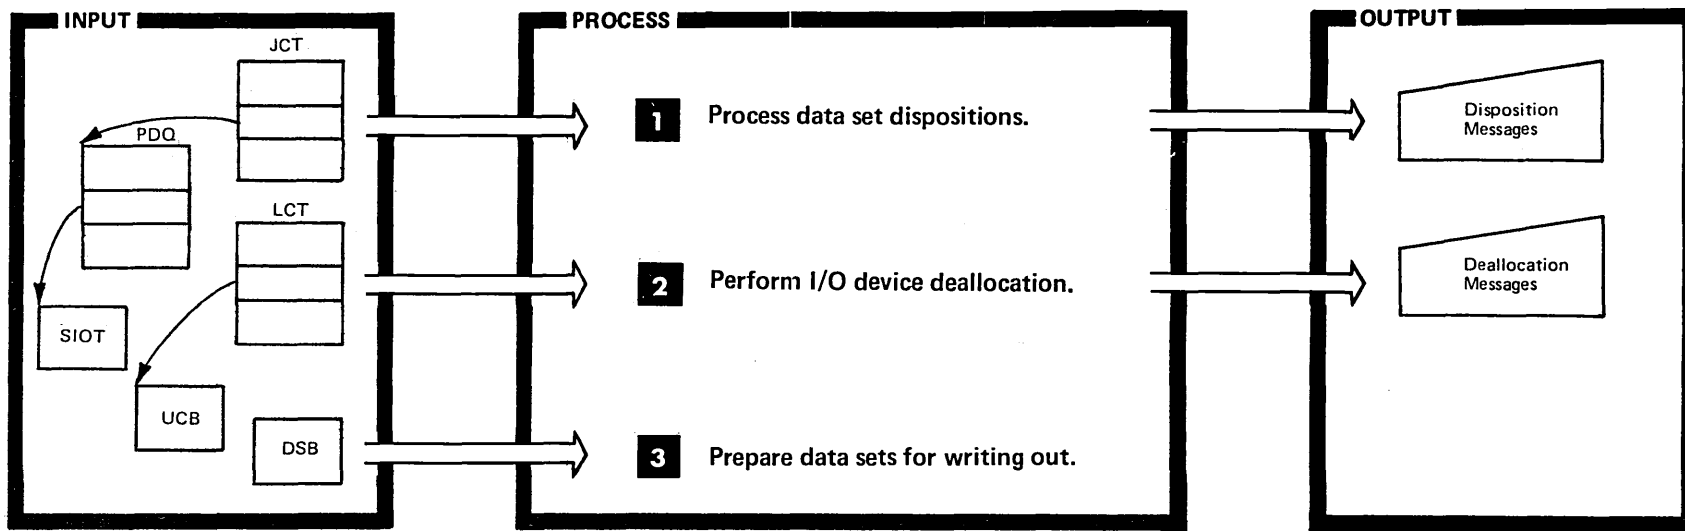 INPUT
JCT
PDQ
LCT
SIOT
UCB
DSB
PROCESS
1 Process data set dispositions.
2 Perform I/O device deallocation.
3 Prepare data sets for writing out.
OUTPUT
Disposition
Messages
Deallocation
Messages